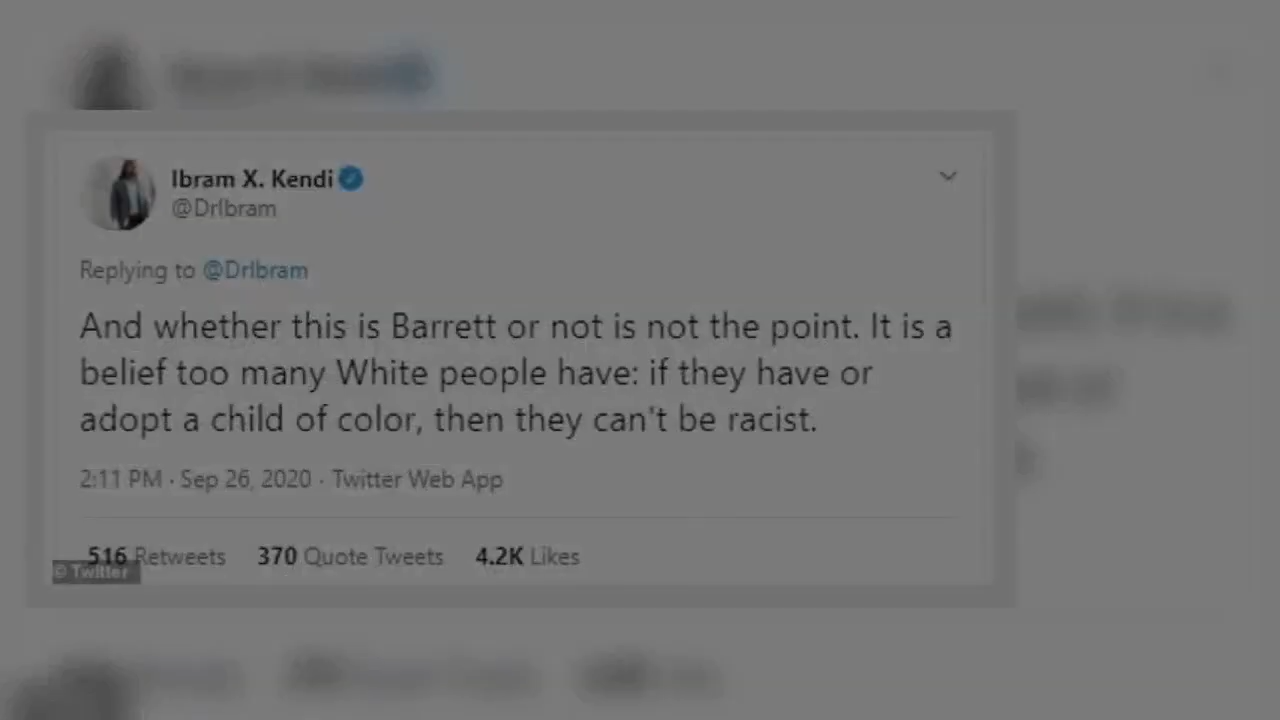 Ibram X. Kendi
@DrIbram
Replying to @DrIbram
And whether this is Barrett or not is not the point. It is a
belief too many White people have: if they have or
adopt a child of color, then they can't be racist.
2:11 PM · Sep 26, 2020 · Twitter Web App
516 Retweets 370 Quote Tweets 4.2K Likes
© Twitter